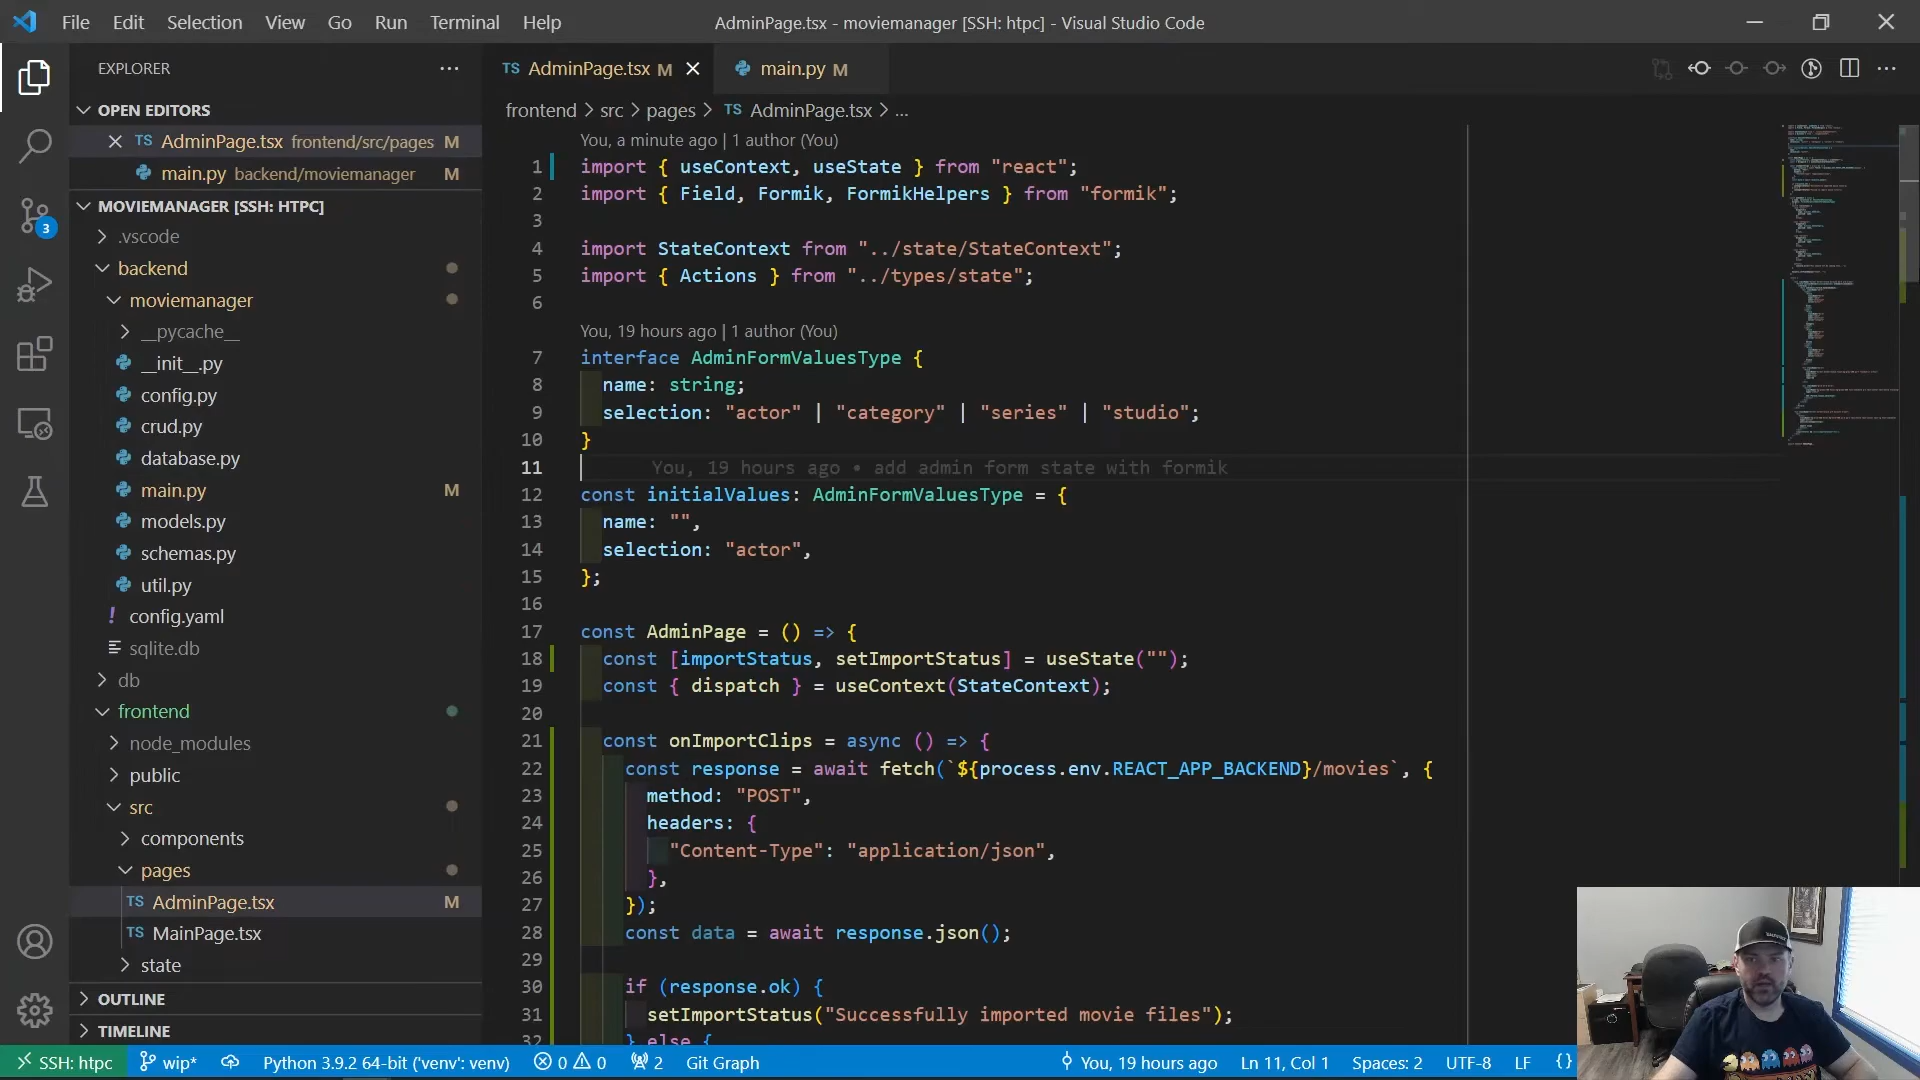 File Edit Selection View Go Run Terminal Help
AdminPage.tsx - moviemanager [SSH: htpc] - Visual Studio Code
EXPLORER
OPEN EDITORS
TS AdminPage.tsx frontend/src/pages M
main.py backend/moviemanager M
MOVIEMANAGER [SSH: HTPC]
.vscode
backend
moviemanager
__pycache__
__init__.py
config.py
crud.py
database.py
main.py M
models.py
schemas.py
util.py
! config.yaml
sqlite.db
db
frontend
node_modules
public
src
components
pages
TS AdminPage.tsx M
TS MainPage.tsx
state
OUTLINE
TIMELINE
3
TS AdminPage.tsx M
main.py M
frontend > src > pages > TS AdminPage.tsx > ...
You, a minute ago | 1 author (You)
1 import { useContext, useState } from "react";
2 import { Field, Formik, FormikHelpers } from "formik";
3
4 import StateContext from "../state/StateContext";
5 import { Actions } from "../types/state";
6
You, 19 hours ago | 1 author (You)
7 interface AdminFormValuesType {
8 name: string;
9 selection: "actor" | "category" | "series" | "studio";
10 }
11 You, 19 hours ago • add admin form state with formik
12 const initialValues: AdminFormValuesType = {
13 name: "",
14 selection: "actor",
15 };
16
17 const AdminPage = () => {
18 const [importStatus, setImportStatus] = useState("");
19 const { dispatch } = useContext(StateContext);
20
21 const onImportClips = async () => {
22 const response = await fetch(`${process.env.REACT_APP_BACKEND}/movies`, {
23 method: "POST",
24 headers: {
25 "Content-Type": "application/json",
26 },
27 });
28 const data = await response.json();
29
30 if (response.ok) {
31 setImportStatus("Successfully imported movie files");
32 } else {
SSH: htpc wip* Python 3.9.2 64-bit ('venv': venv) 0 0 2 Git Graph You, 19 hours ago Ln 11, Col 1 Spaces: 2 UTF-8 LF {}